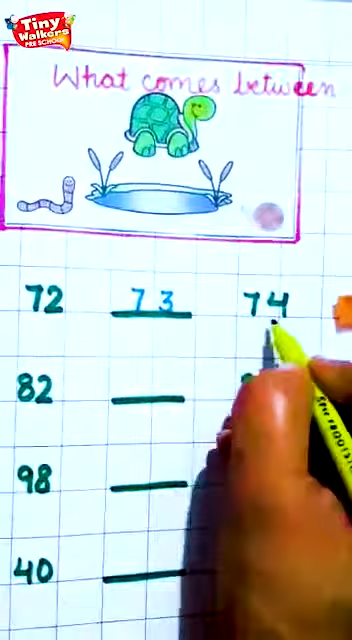 Tiny
Walkers
PRE SCHOOL
What comes between
72 73 74
82
98
40